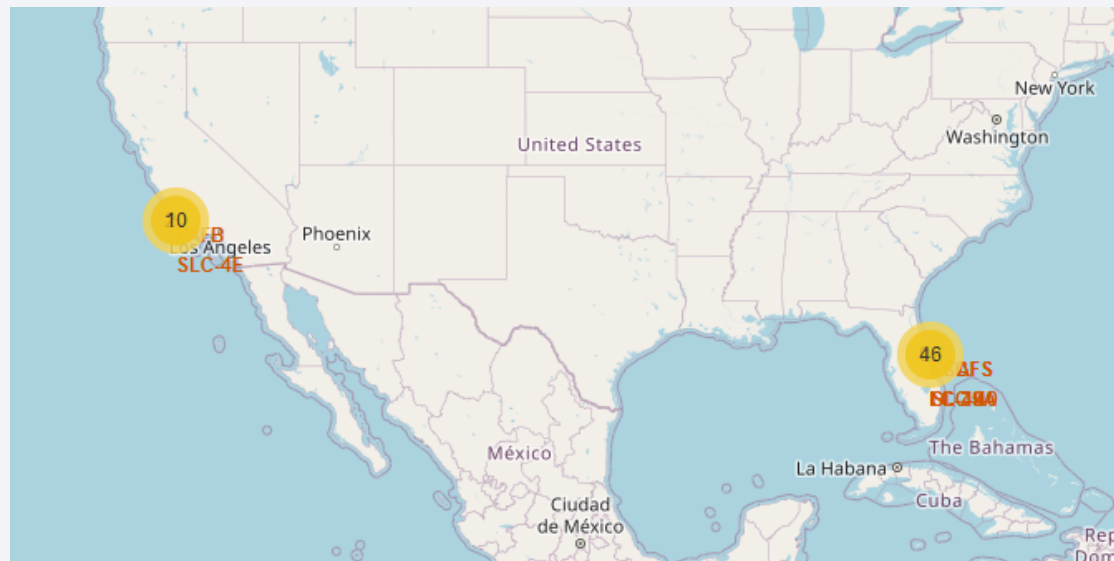 New York
Washington
United States
10
Phoenix
Los Angeles
SLC-4E
46
AFS
The Bahamas
México
La Habana
Cuba
Ciudad
de México